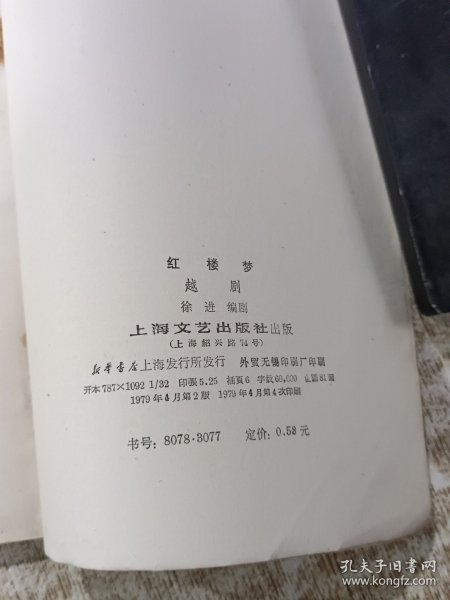 红楼梦
越剧
徐进 编剧
上海文艺出版社出版
(上海绍兴路74号)
新华书店上海发行所发行 外贸无锡印刷厂印刷
开本787×1092 1/32 印张5.25 插页6 字数69,000
1979年4月第2版 1979年4月第4次印刷
书号:8078·3077 定价:0.58元
孔夫子旧书网
www.kongfz.com